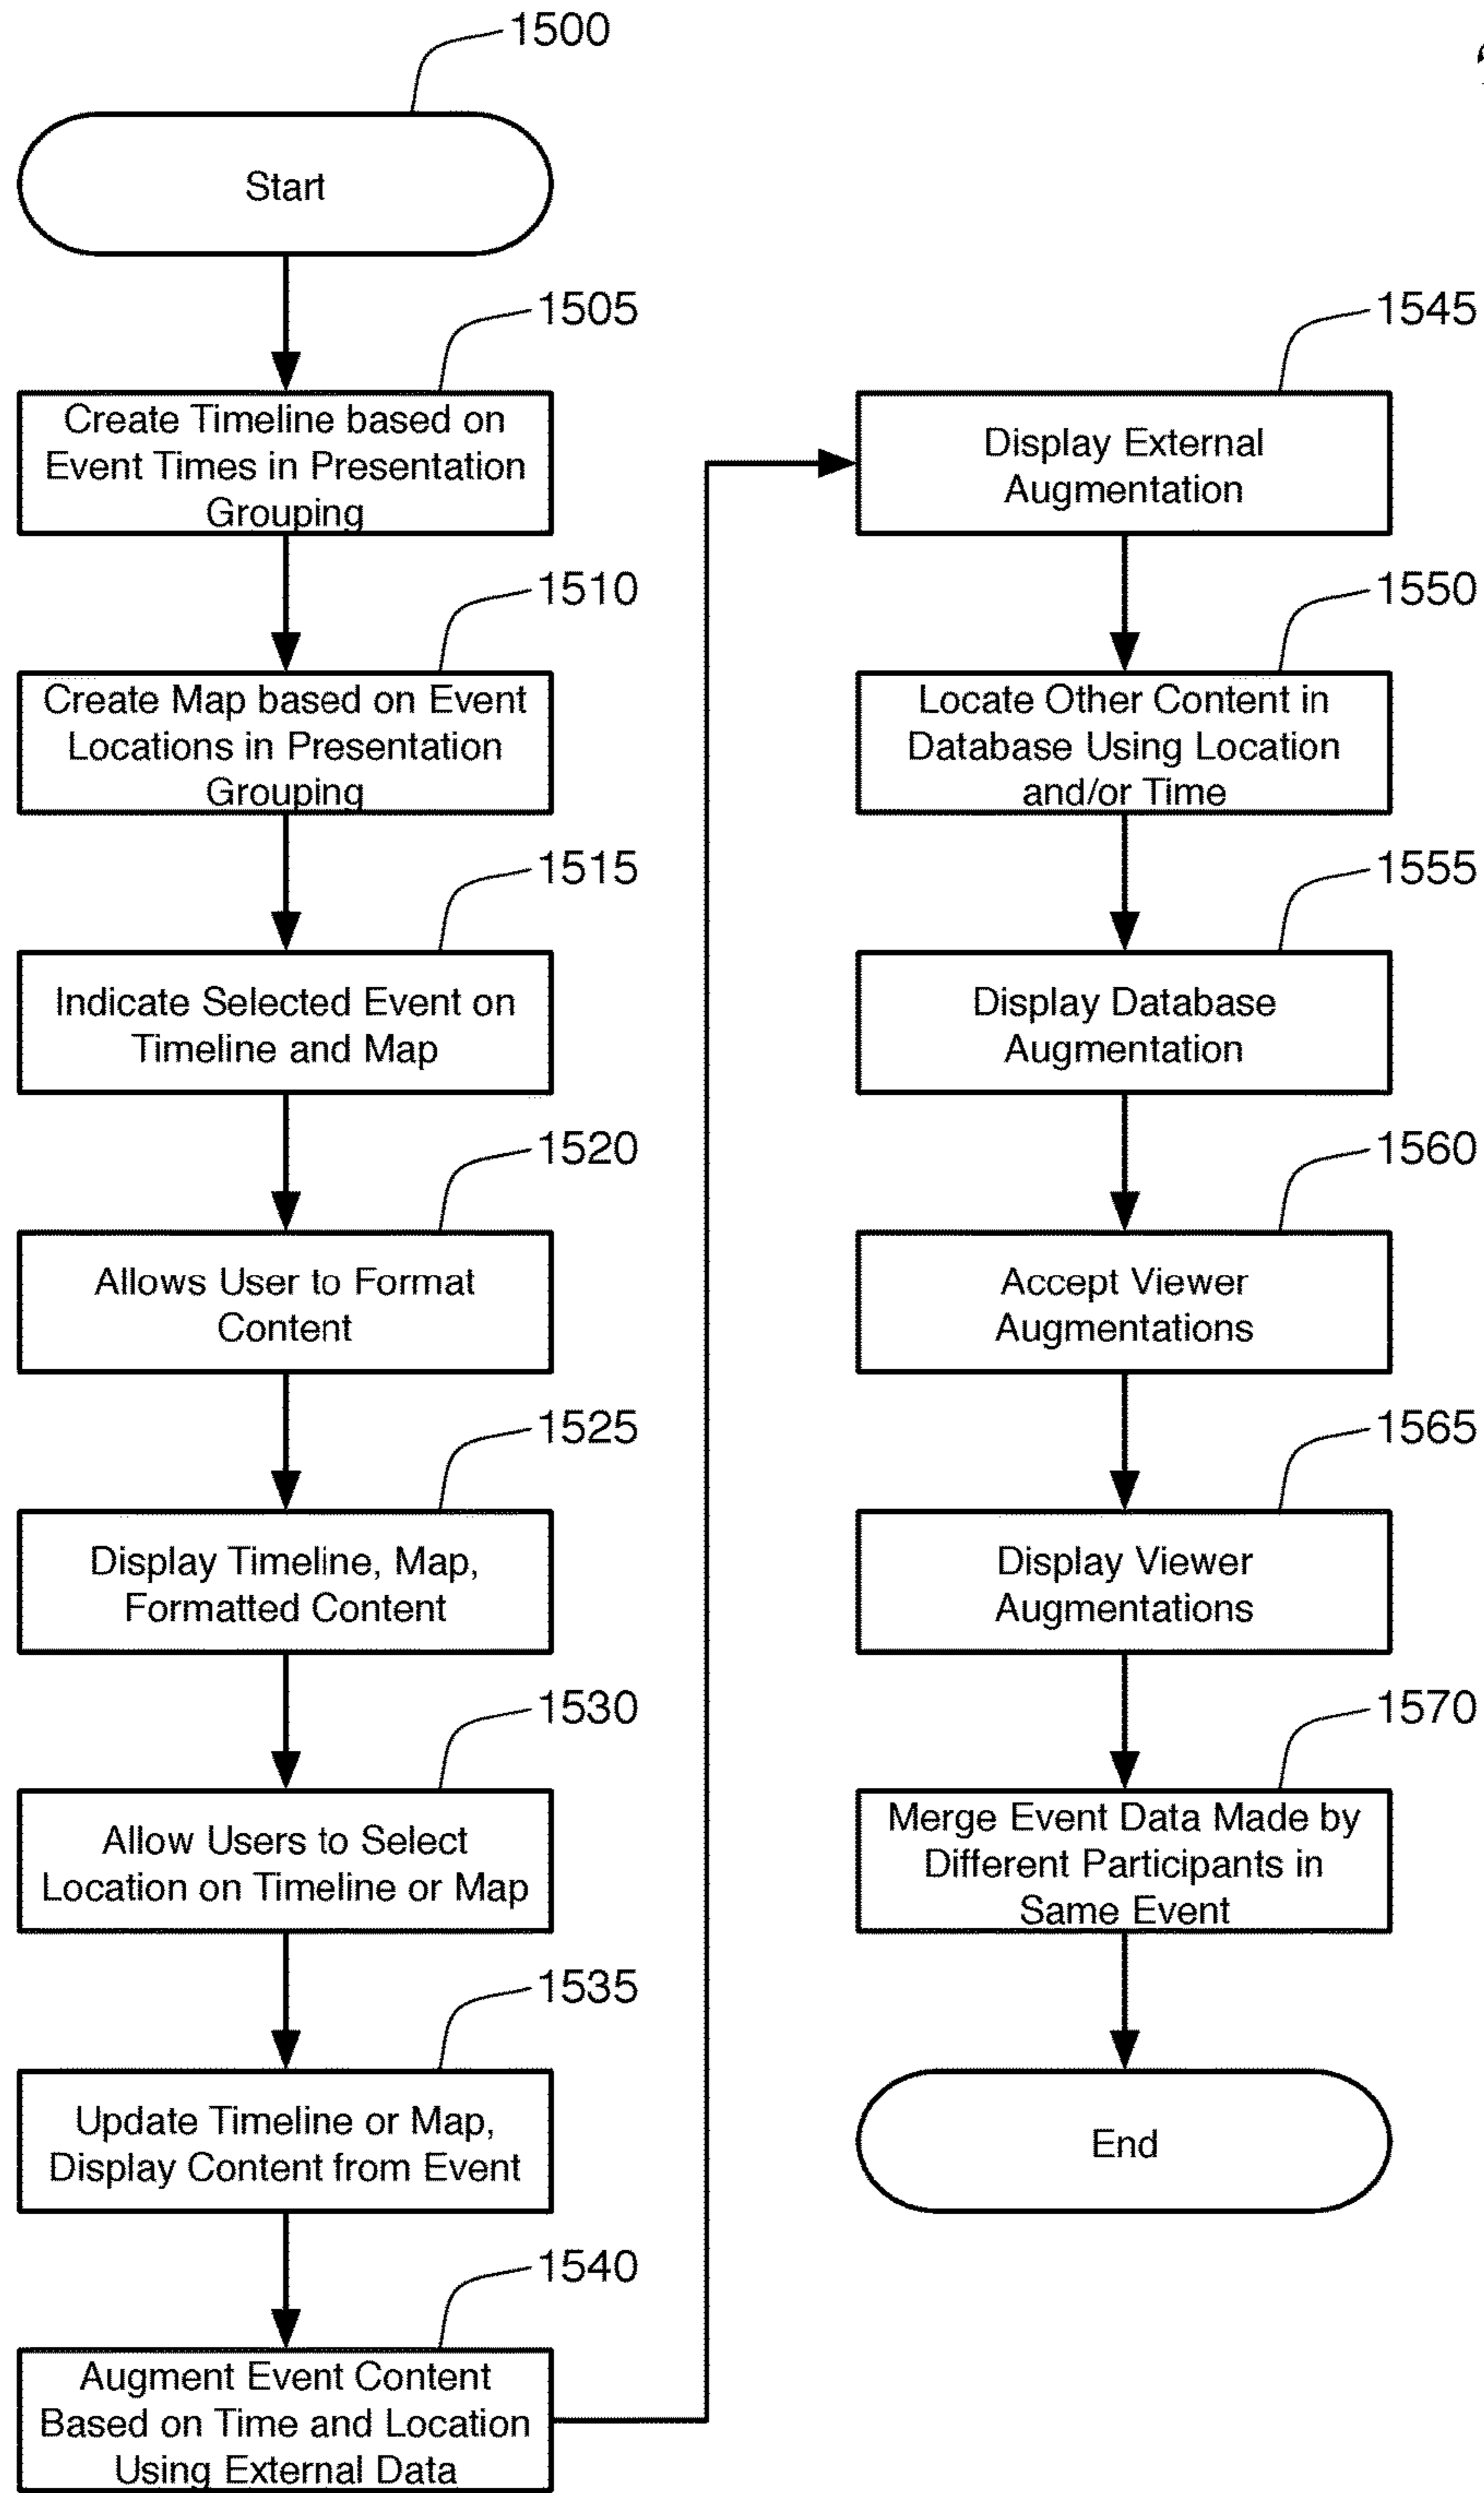 1500
Start
1505
Create Timeline based on
Event Times in Presentation
Grouping
1510
Create Map based on Event
Locations in Presentation
Grouping
1515
Indicate Selected Event on
Timeline and Map
1520
Allows User to Format
Content
1525
Display Timeline, Map,
Formatted Content
1530
Allow Users to Select
Location on Timeline or Map
1535
Update Timeline or Map,
Display Content from Event
1540
Augment Event Content
Based on Time and Location
Using External Data
1545
Display External
Augmentation
1550
Locate Other Content in
Database Using Location
and/or Time
1555
Display Database
Augmentation
1560
Accept Viewer
Augmentations
1565
Display Viewer
Augmentations
1570
Merge Event Data Made by
Different Participants in
Same Event
End